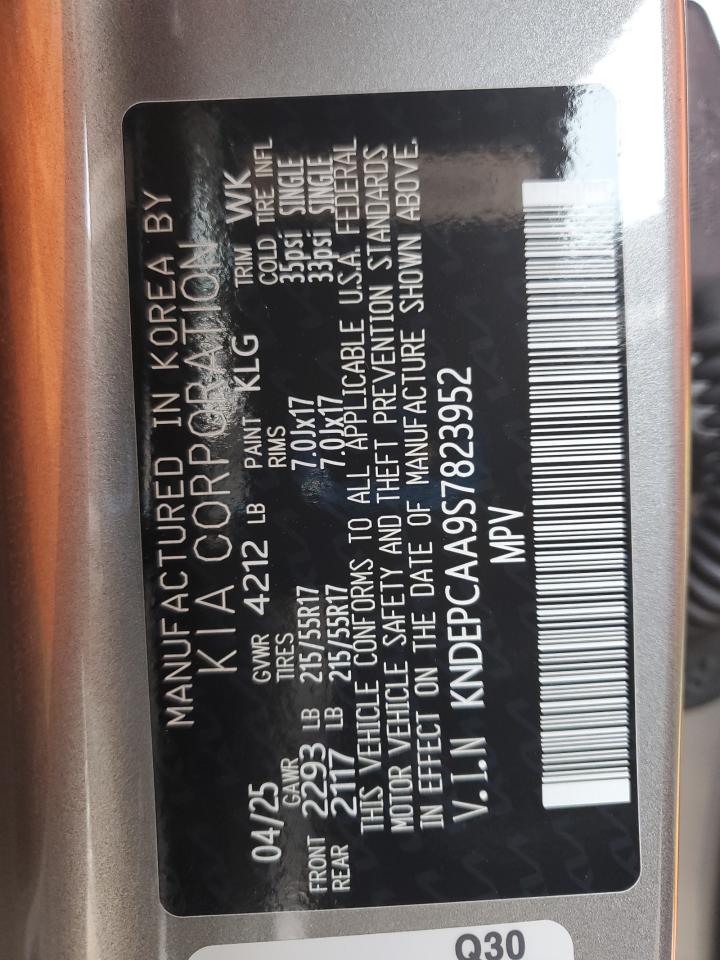 MANUFACTURED IN KOREA BY
KIA CORPORATION
04/25 GVWR 4212 LB PAINT KLG TRIM WK
GAWR TIRES RIMS COLD TIRE INFL
FRONT 2293 LB 215/55R17 7.0Jx17 35psi SINGLE
REAR 2117 LB 215/55R17 7.0Jx17 33psi SINGLE
THIS VEHICLE CONFORMS TO ALL APPLICABLE U.S.A. FEDERAL
MOTOR VEHICLE SAFETY AND THEFT PREVENTION STANDARDS
IN EFFECT ON THE DATE OF MANUFACTURE SHOWN ABOVE.
V.I.N KNDEPCAA9S7823952
MPV
Q30